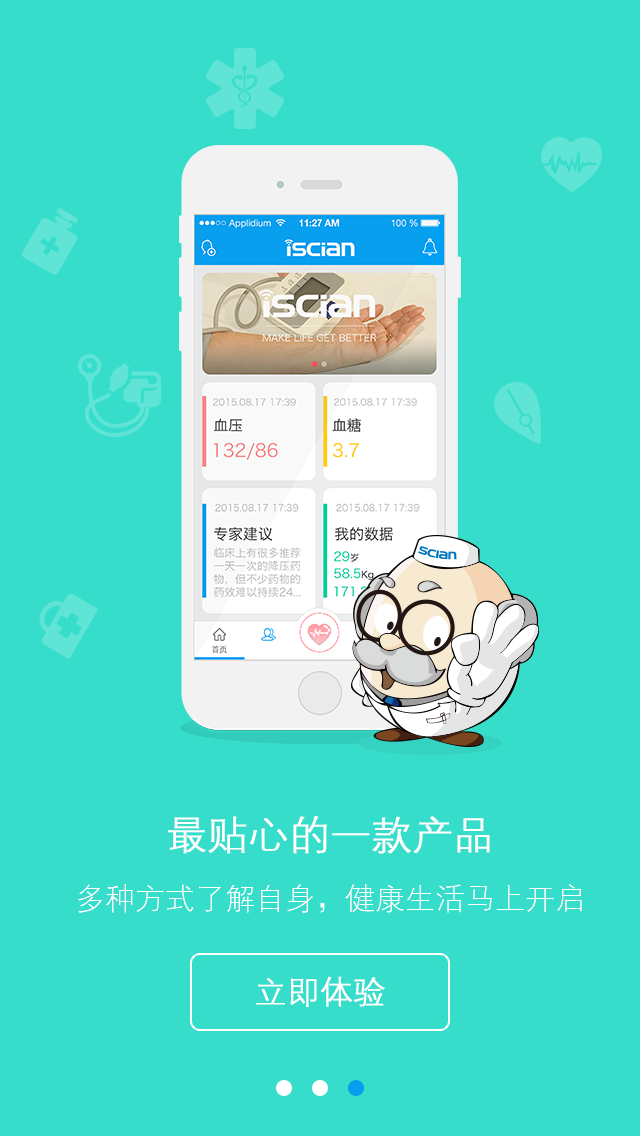 Applidium 11:27 AM 100 %
iscian
iscian
MAKE LIFE GET BETTER
2015.08.17 17:39
血压
132/86
2015.08.17 17:39
血糖
3.7
2015.08.17 17:39
专家建议
临床上有很多推荐
一天一次的降压药
物，但不少药物的
药效难以持续24...
2015.08.17 17:39
我的数据
29岁
58.5Kg
171.
首页
scian
最贴心的一款产品
多种方式了解自身，健康生活马上开启
立即体验